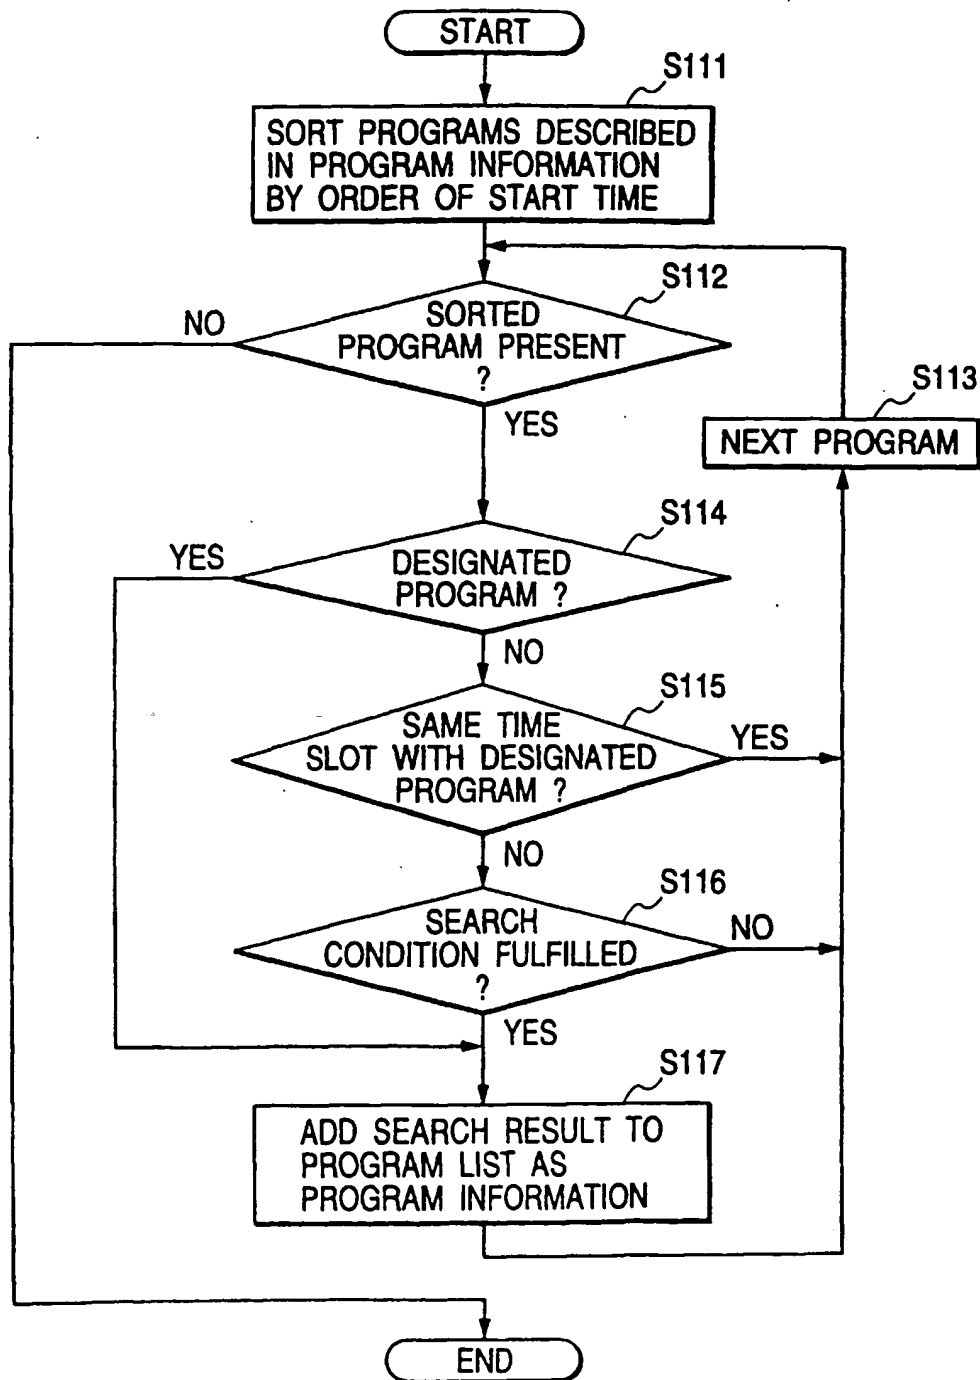 START
S111
SORT PROGRAMS DESCRIBED
IN PROGRAM INFORMATION
BY ORDER OF START TIME
S112
NO
SORTED
PROGRAM PRESENT
?
YES
S113
NEXT PROGRAM
S114
YES
DESIGNATED
PROGRAM ?
NO
S115
SAME TIME
SLOT WITH DESIGNATED
PROGRAM ?
YES
NO
S116
SEARCH
CONDITION FULFILLED
?
NO
YES
S117
ADD SEARCH RESULT TO
PROGRAM LIST AS
PROGRAM INFORMATION
END